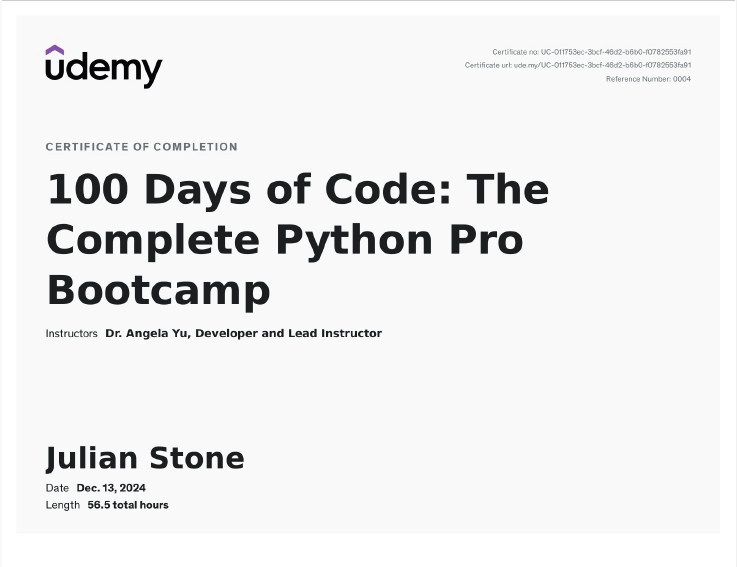 udemy
Certificate no: UC-011753ec-3bcf-46d2-b6b0-f0782553fa91
Certificate url: ude.my/UC-011753ec-3bcf-46d2-b6b0-f0782553fa91
Reference Number: 0004
CERTIFICATE OF COMPLETION
100 Days of Code: The
Complete Python Pro
Bootcamp
Instructors Dr. Angela Yu, Developer and Lead Instructor
Julian Stone
Date Dec. 13, 2024
Length 56.5 total hours